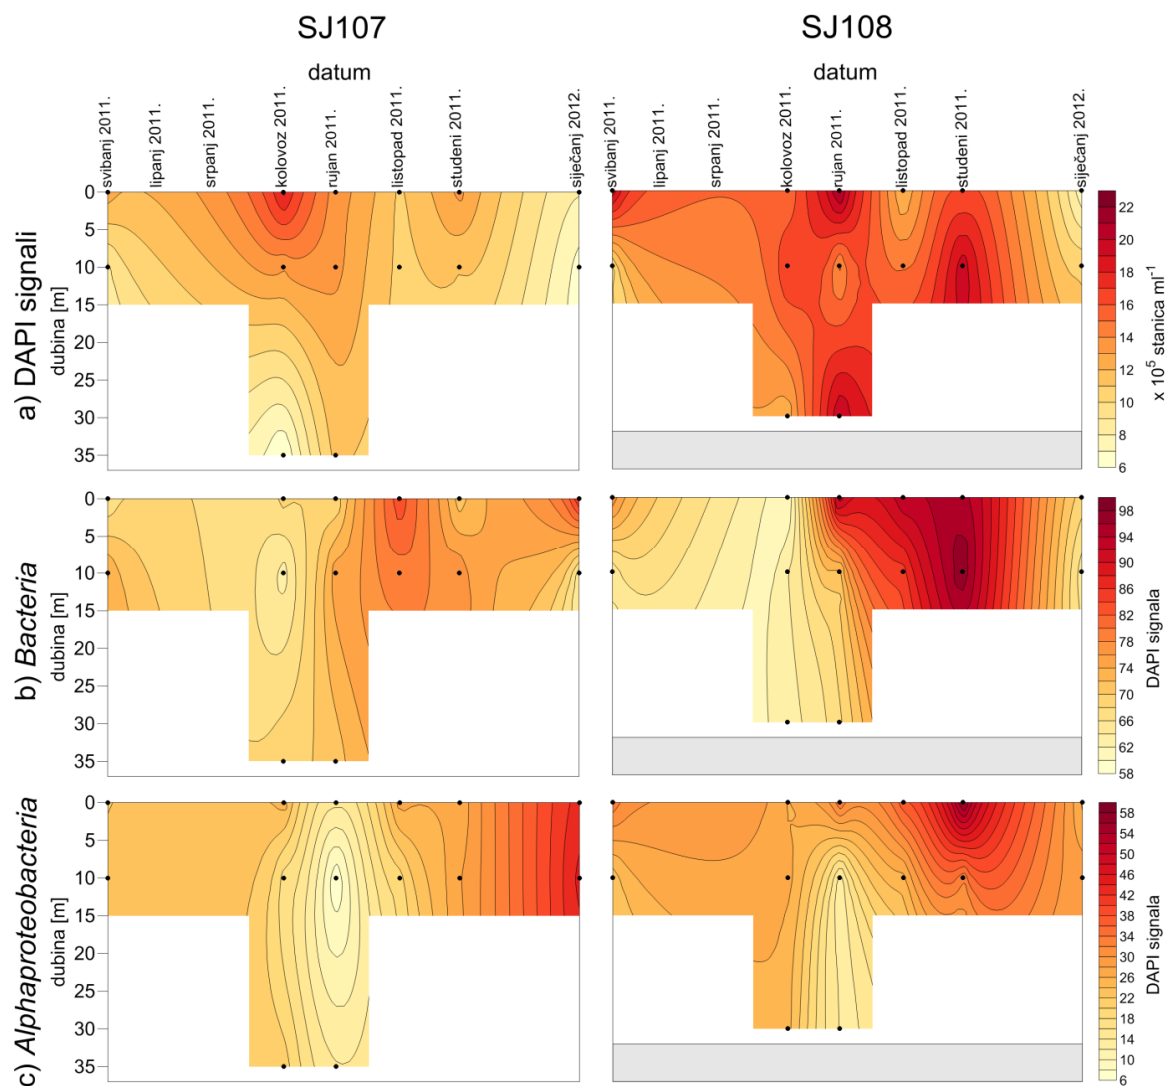 SJ107
SJ108
datum
datum
svibanj 2011.
lipanj 2011.
srpanj 2011.
kolovoz 2011.
rujan 2011.
listopad 2011.
studeni 2011.
siječanj 2012.
svibanj 2011.
lipanj 2011.
srpanj 2011.
kolovoz 2011.
rujan 2011.
listopad 2011.
studeni 2011.
siječanj 2012.
a) DAPI signali
dubina [m]
0
5
10
15
20
25
30
35
22
20
18
16
14
12
10
8
6
x 10⁵ stanica ml⁻¹
b) Bacteria
dubina [m]
0
5
10
15
20
25
30
35
98
94
90
86
82
78
74
70
66
62
58
DAPI signala
c) Alphaproteobacteria
dubina [m]
0
5
10
15
20
25
30
35
58
54
50
46
42
38
34
30
26
22
18
14
10
6
DAPI signala